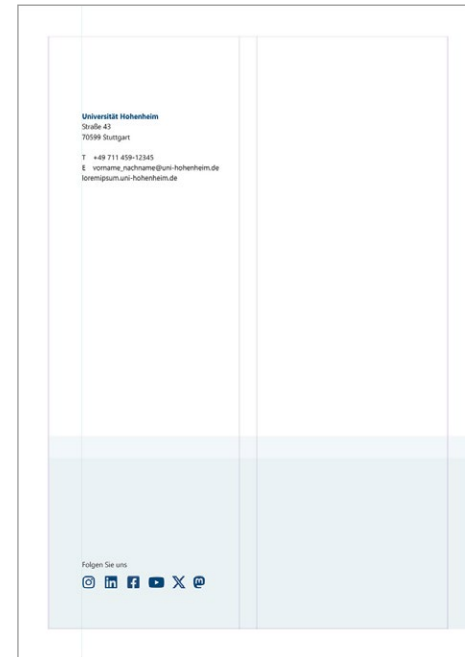 Universität Hohenheim
Straße 43
70599 Stuttgart
T +49 711 459-12345
E vorname_nachname@uni-hohenheim.de
loremipsum.uni-hohenheim.de
Folgen Sie uns